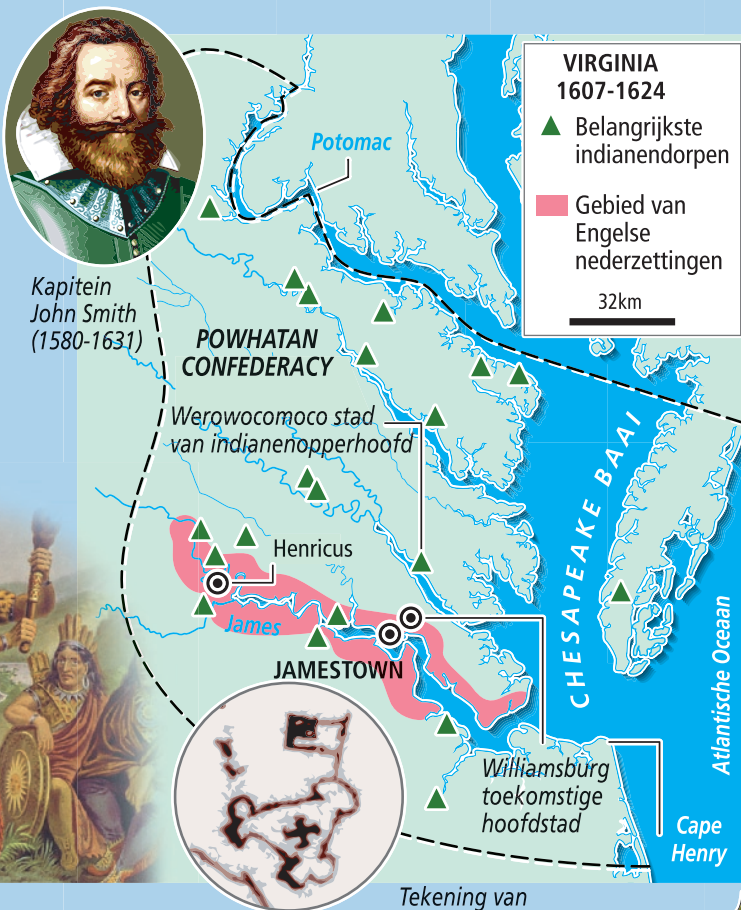 VIRGINIA
1607-1624
Belangrijkste
indianendorpen
Gebied van
Engelse
nederzettingen
32km
Potomac
Kapitein
John Smith
(1580-1631)
POWHATAN
CONFEDERACY
Werowocomoco stad
van indianenopperhoofd
CHESAPEAKE BAAI
Henricus
James
JAMESTOWN
Atlantische Oceaan
Williamsburg
toekomstige
hoofdstad
Cape
Henry
Tekening van